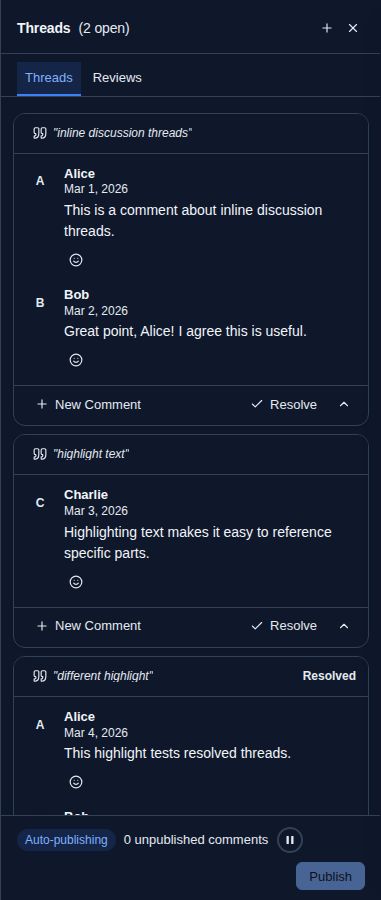 Threads (2 open)
Threads Reviews
"inline discussion threads"
A Alice
Mar 1, 2026
This is a comment about inline discussion
threads.
B Bob
Mar 2, 2026
Great point, Alice! I agree this is useful.
New Comment Resolve
"highlight text"
C Charlie
Mar 3, 2026
Highlighting text makes it easy to reference
specific parts.
New Comment Resolve
"different highlight" Resolved
A Alice
Mar 4, 2026
This highlight tests resolved threads.
Bob
Auto-publishing 0 unpublished comments
Publish